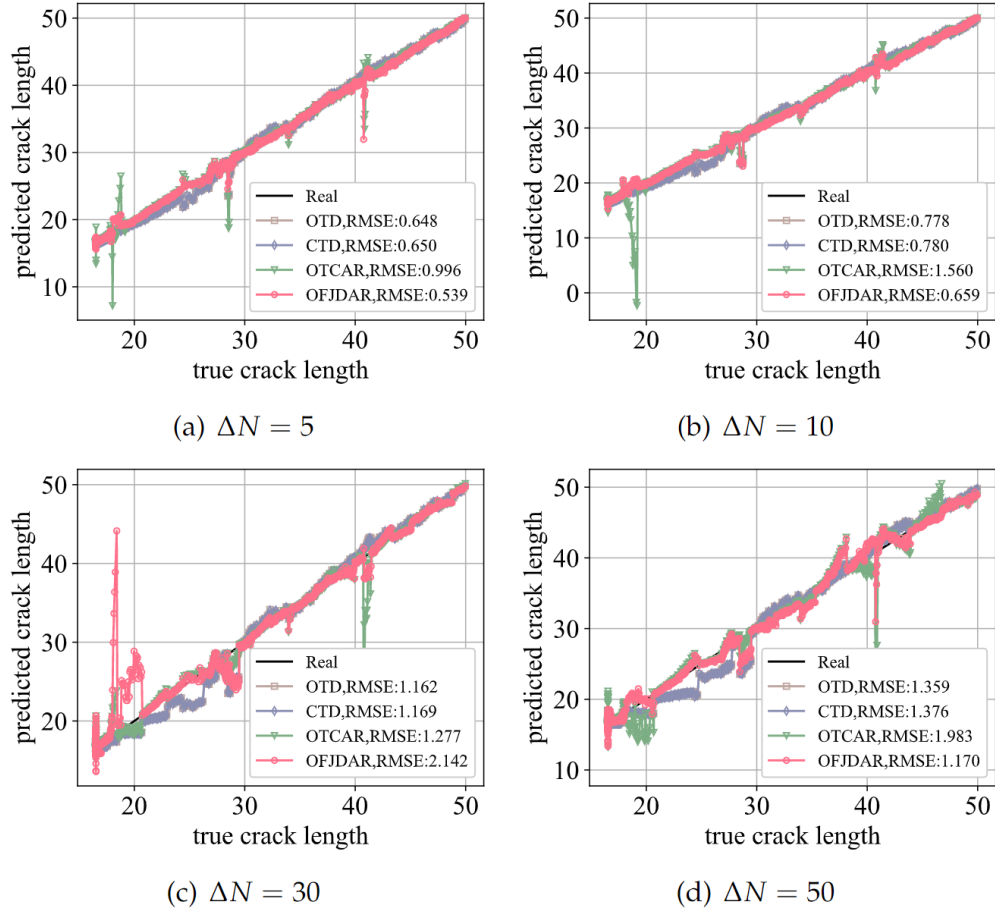 50
40
30
20
10
predicted crack length
Real
OTD,RMSE:0.648
CTD,RMSE:0.650
OTCAR,RMSE:0.996
OFJDAR,RMSE:0.539
20 30 40 50
true crack length
(a) ΔN = 5
50
40
30
20
10
0
predicted crack length
Real
OTD,RMSE:0.778
CTD,RMSE:0.780
OTCAR,RMSE:1.560
OFJDAR,RMSE:0.659
20 30 40 50
true crack length
(b) ΔN = 10
50
40
30
20
predicted crack length
Real
OTD,RMSE:1.162
CTD,RMSE:1.169
OTCAR,RMSE:1.277
OFJDAR,RMSE:2.142
20 30 40 50
true crack length
(c) ΔN = 30
50
40
30
20
10
predicted crack length
Real
OTD,RMSE:1.359
CTD,RMSE:1.376
OTCAR,RMSE:1.983
OFJDAR,RMSE:1.170
20 30 40 50
true crack length
(d) ΔN = 50